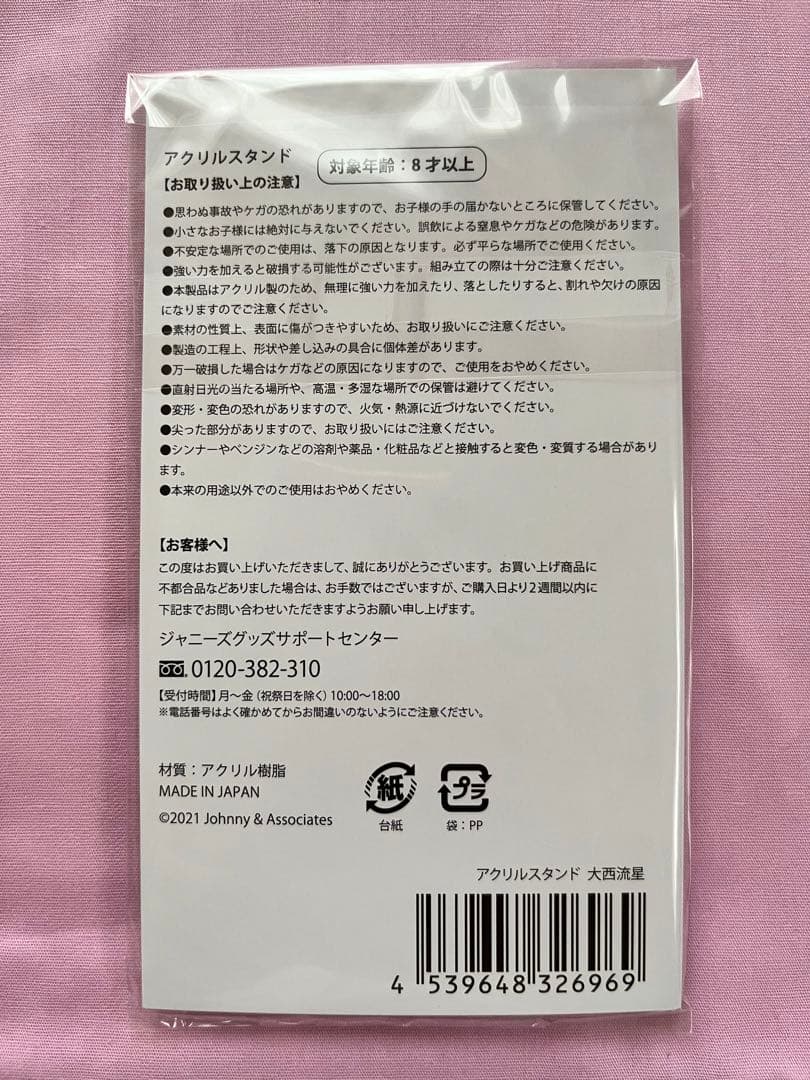 アクリルスタンド
対象年齢：8才以上
【お取り扱い上の注意】
●思わぬ事故やケガの恐れがありますので、お子様の手の届かないところに保管してください。
●小さなお子様には絶対に与えないでください。誤飲による窒息やケガなどの危険があります。
●不安定な場所でのご使用は、落下の原因となります。必ず平らな場所でご使用ください。
●強い力を加えると破損する可能性がございます。組み立ての際は十分ご注意ください。
●本製品はアクリル製のため、無理に強い力を加えたり、落としたりすると、割れや欠けの原因
になりますのでご注意ください。
●素材の性質上、表面に傷がつきやすいため、お取り扱いにご注意ください。
●製造の工程上、形状や差し込みの具合に個体差があります。
●万一破損した場合はケガなどの原因になりますので、ご使用をおやめください。
●直射日光の当たる場所や、高温・多湿な場所での保管は避けてください。
●変形・変色の恐れがありますので、火気・熱源に近づけないでください。
●尖った部分がありますので、お取り扱いにはご注意ください。
●シンナーやベンジンなどの溶剤や薬品・化粧品などと接触すると変色・変質する場合があり
ます。
●本来の用途以外でのご使用はおやめください。
【お客様へ】
この度はお買い上げいただきまして、誠にありがとうございます。お買い上げ商品に
不都合品などありました場合は、お手数ではございますが、ご購入日より2週間以内に
下記までお問い合わせいただきますようお願い申し上げます。
ジャニーズグッズサポートセンター
0120-382-310
【受付時間】月～金（祝祭日を除く）10:00～18:00
※電話番号はよく確かめてからお間違いのないようにご注意ください。
材質：アクリル樹脂
MADE IN JAPAN
©2021 Johnny & Associates
紙
台紙
プラ
袋：PP
アクリルスタンド 大西流星
4 539648 326969